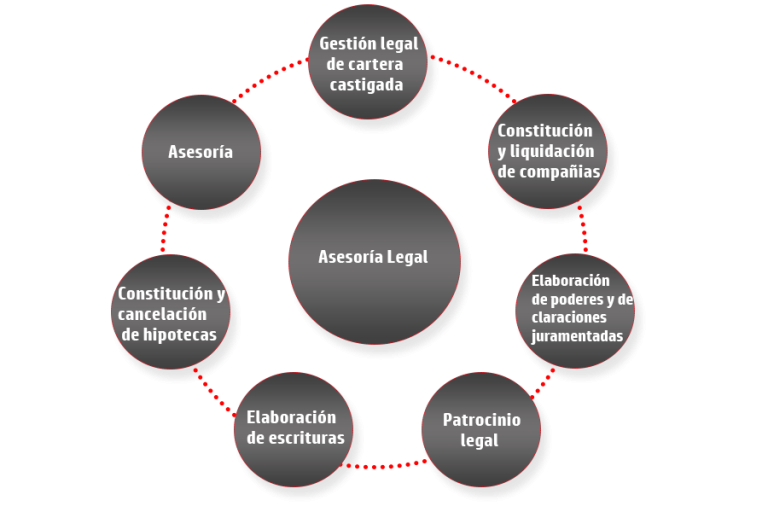 Gestión legal
de cartera
castigada
Constitución
y liquidación
de compañias
Elaboración
de poderes y de
claraciones
juramentadas
Patrocinio
legal
Elaboración
de escrituras
Constitución y
cancelación
de hipotecas
Asesoría
Asesoría Legal